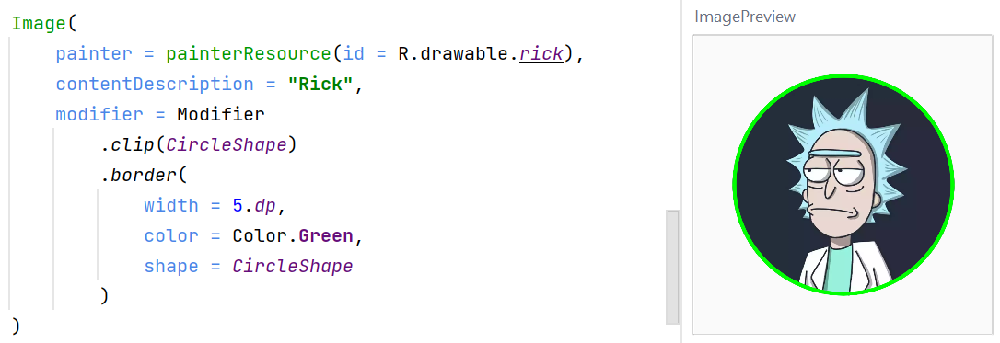 Image(
    painter = painterResource(id = R.drawable.rick),
    contentDescription = "Rick",
    modifier = Modifier
        .clip(CircleShape)
        .border(
            width = 5.dp,
            color = Color.Green,
            shape = CircleShape
        )
)
ImagePreview